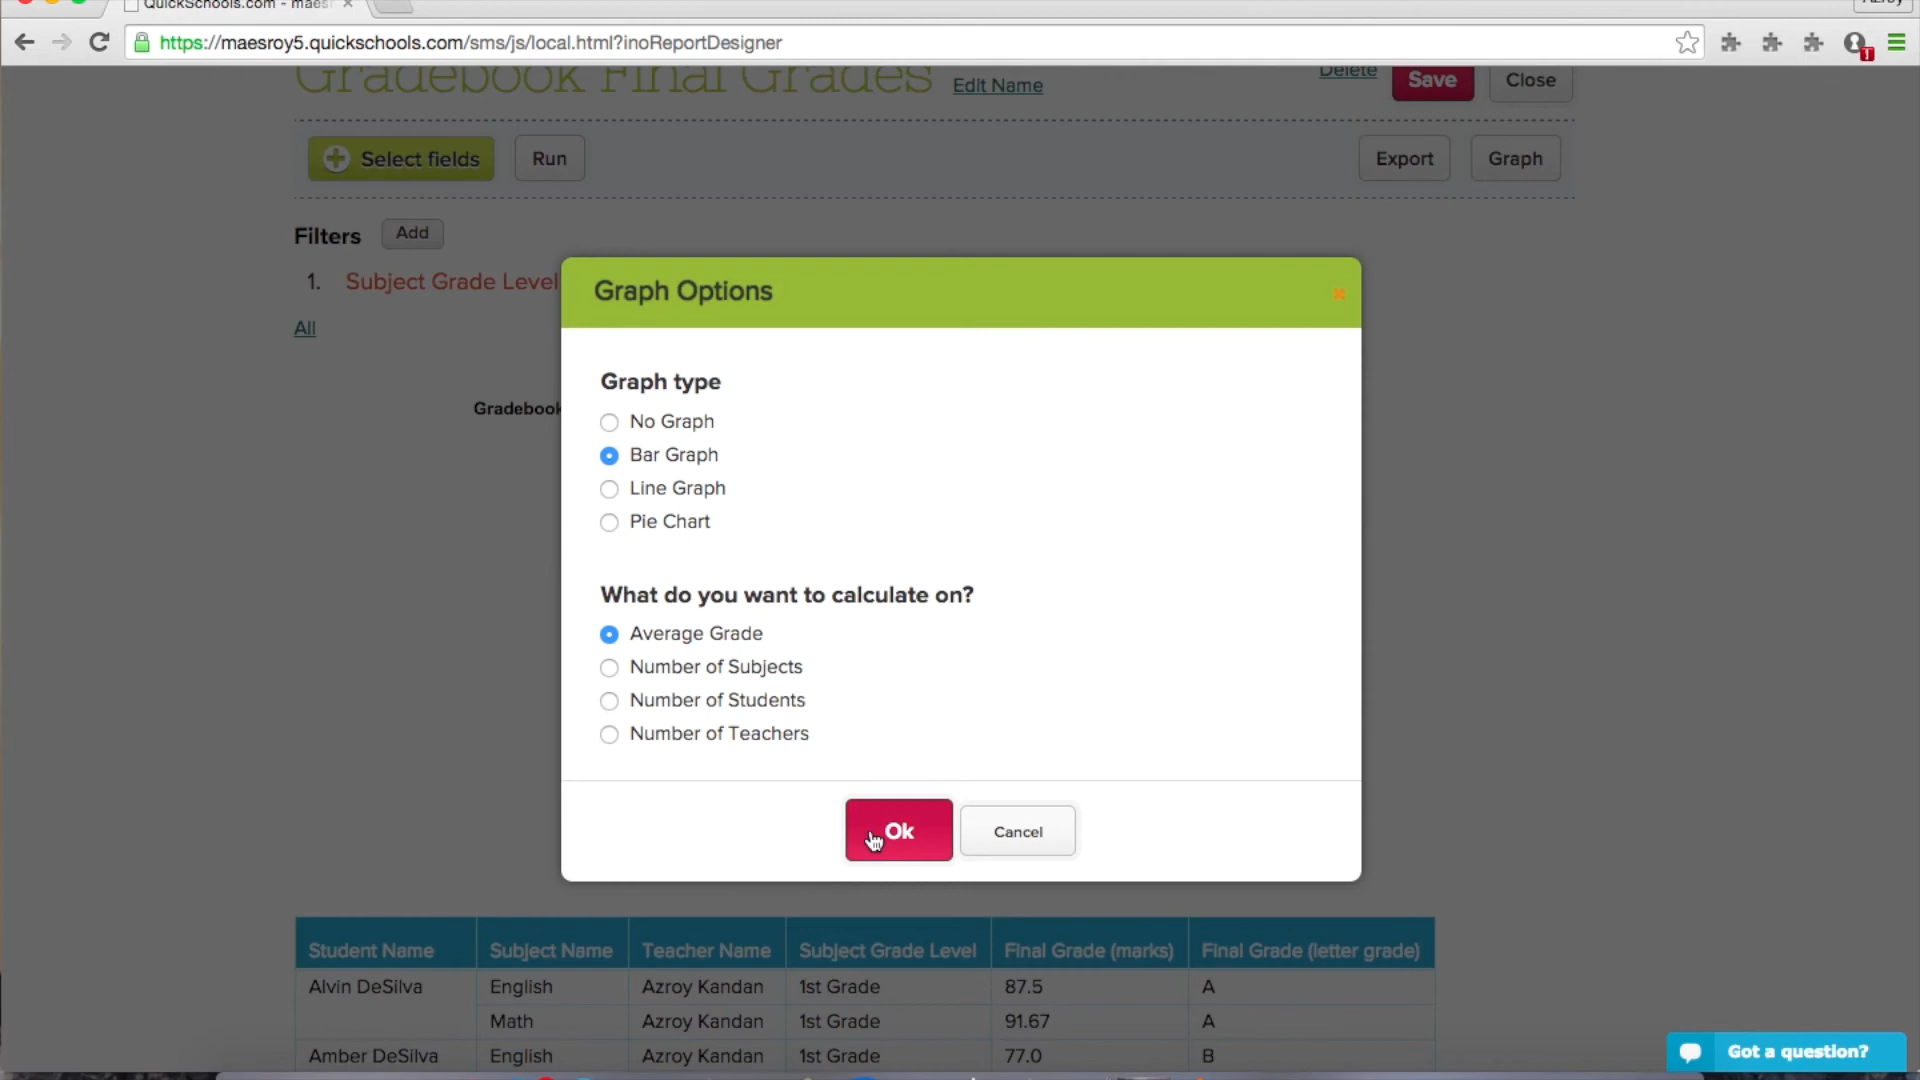 QuickSchools.com - maes
Azroy
https://maesroy5.quickschools.com/sms/js/local.html?inoReportDesigner
Gradebook Final Grades Edit Name Delete Save Close
Select fields Run Export Graph
Filters Add
1. Subject Grade Level
All
Gradebook
Graph Options
Graph type
No Graph
Bar Graph
Line Graph
Pie Chart
What do you want to calculate on?
Average Grade
Number of Subjects
Number of Students
Number of Teachers
Ok Cancel
Student Name Subject Name Teacher Name Subject Grade Level Final Grade (marks) Final Grade (letter grade)
Alvin DeSilva English Azroy Kandan 1st Grade 87.5 A
Math Azroy Kandan 1st Grade 91.67 A
Amber DeSilva English Azroy Kandan 1st Grade 77.0 B
Got a question?